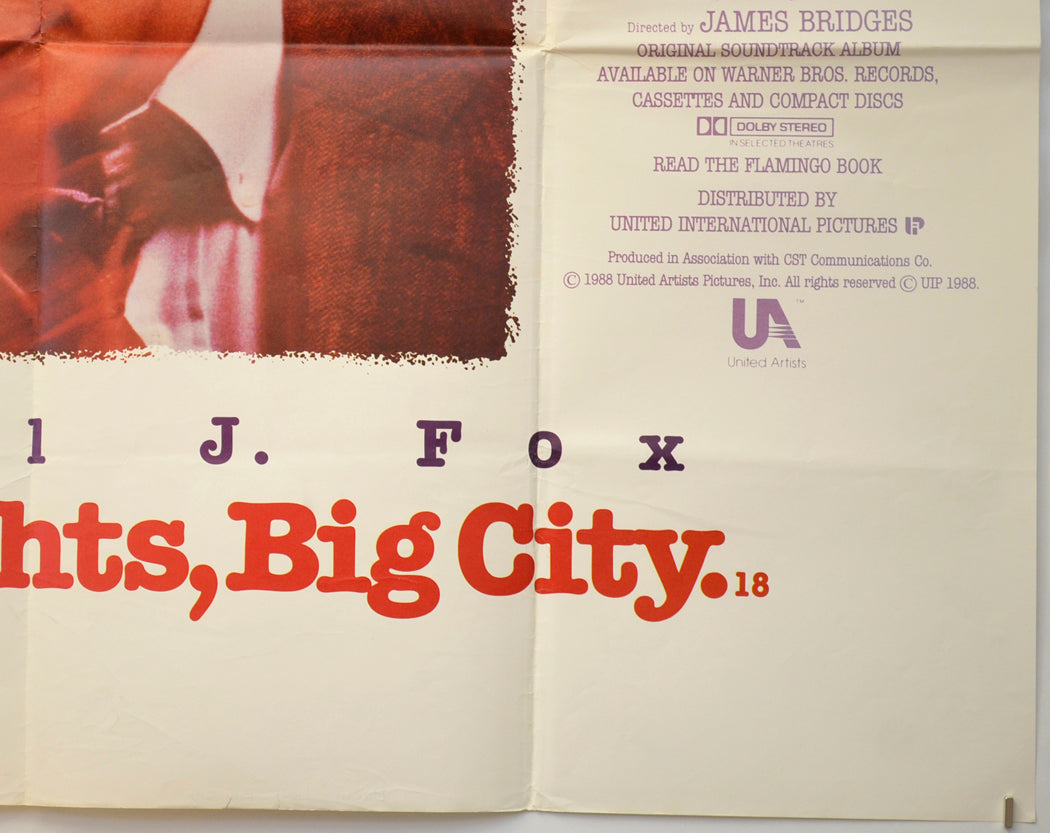 Directed by JAMES BRIDGES
ORIGINAL SOUNDTRACK ALBUM
AVAILABLE ON WARNER BROS. RECORDS,
CASSETTES AND COMPACT DISCS
DOLBY STEREO
IN SELECTED THEATRES
READ THE FLAMINGO BOOK
DISTRIBUTED BY
UNITED INTERNATIONAL PICTURES
Produced in Association with CST Communications Co.
© 1988 United Artists Pictures, Inc. All rights reserved © UIP 1988.
UA™
United Artists
l J. Fox
hts, Big City. 18